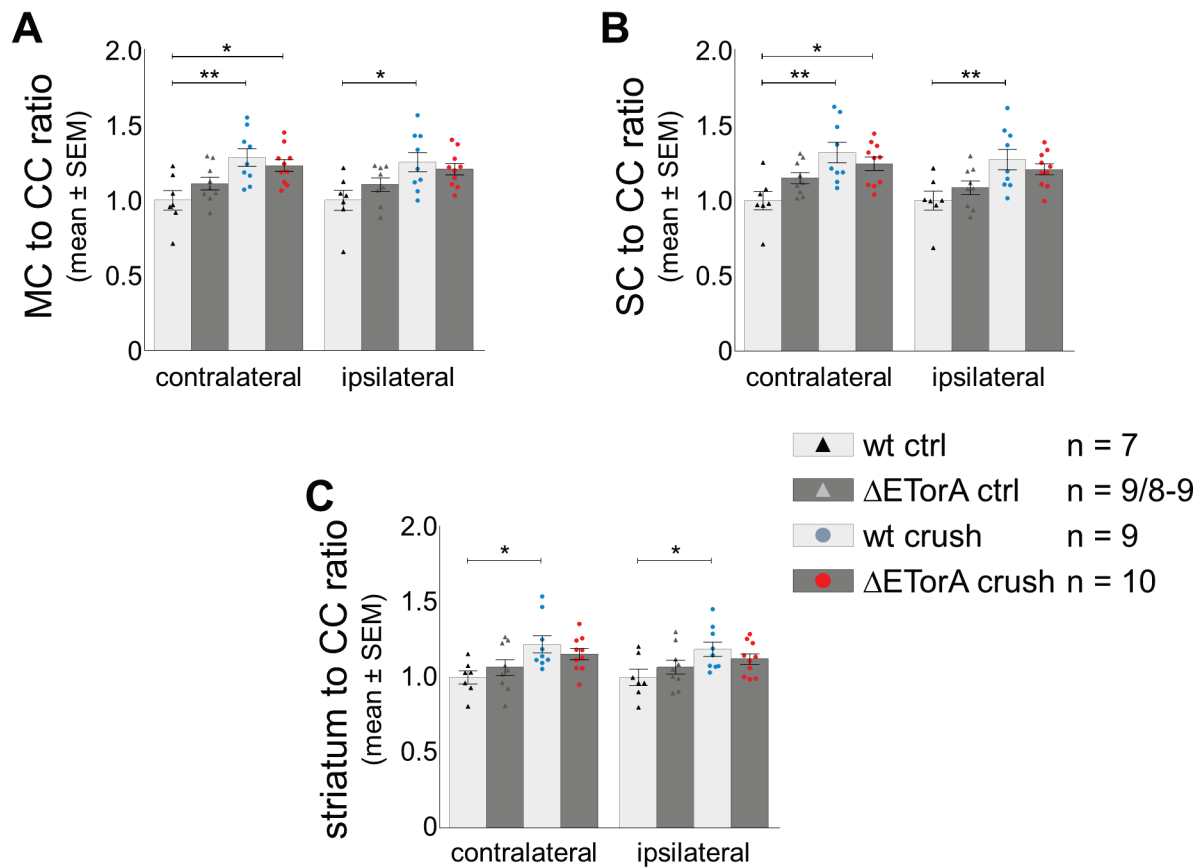 A
MC to CC ratio
(mean ± SEM)
2.0
1.5
1.0
0.5
0
*
**
*
contralateral
ipsilateral
B
SC to CC ratio
(mean ± SEM)
2.0
1.5
1.0
0.5
0
*
**
**
contralateral
ipsilateral
wt ctrl n = 7
ΔETorA ctrl n = 9/8-9
wt crush n = 9
ΔETorA crush n = 10
C
striatum to CC ratio
(mean ± SEM)
2.0
1.5
1.0
0.5
0
*
*
contralateral
ipsilateral